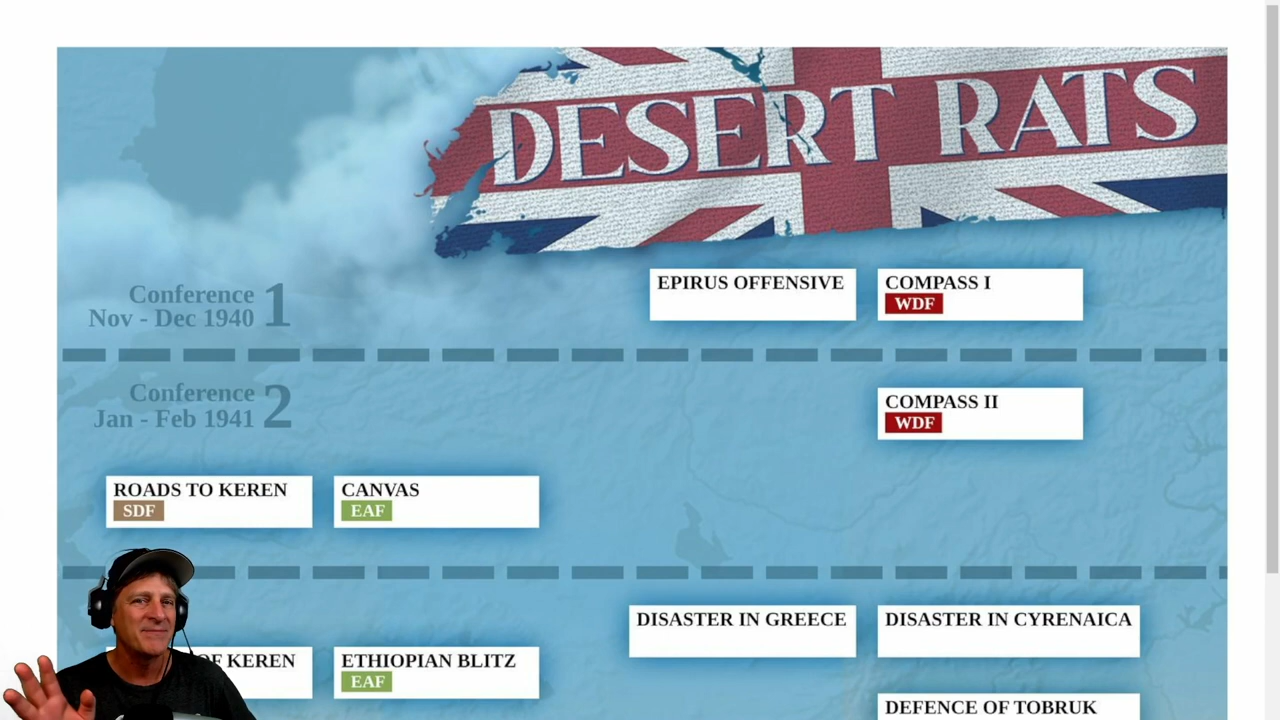 DESERT RATS
EPIRUS OFFENSIVE
COMPASS I
WDF
Conference
Nov - Dec 1940
1
Conference
Jan - Feb 1941
2
COMPASS II
WDF
ROADS TO KEREN
SDF
CANVAS
EAF
DISASTER IN GREECE
DISASTER IN CYRENAICA
OF KEREN
ETHIOPIAN BLITZ
EAF
DEFENCE OF TOBRUK